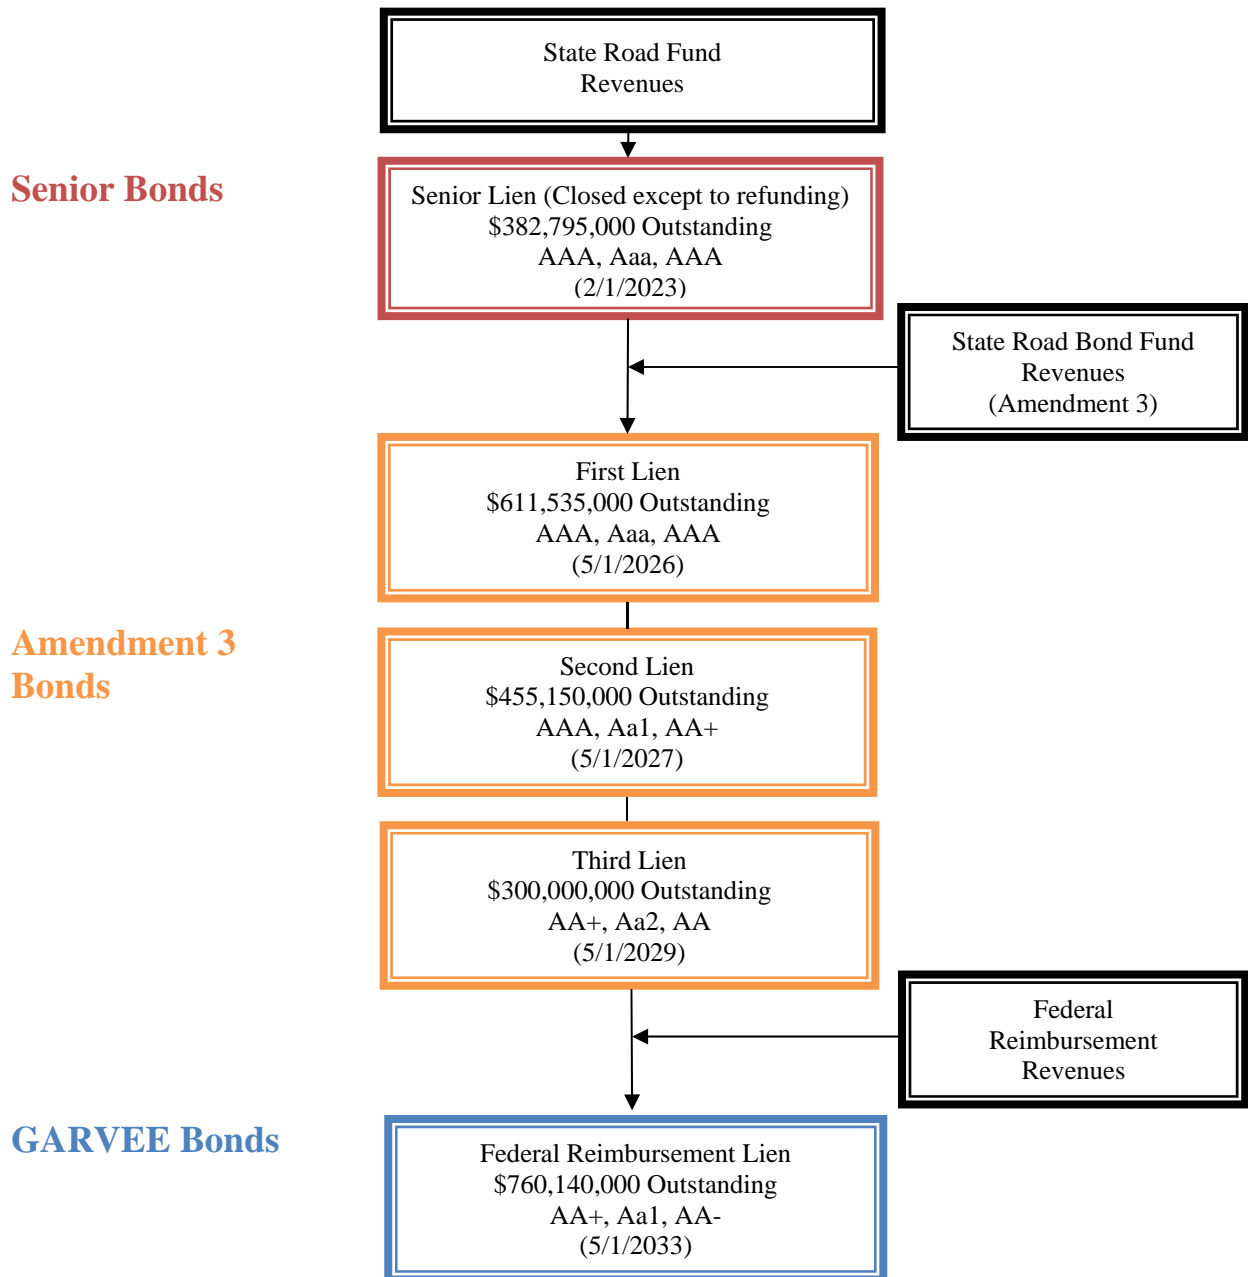 State Road Fund
Revenues
Senior Bonds
Senior Lien (Closed except to refunding)
$382,795,000 Outstanding
AAA, Aaa, AAA
(2/1/2023)
State Road Bond Fund
Revenues
(Amendment 3)
First Lien
$611,535,000 Outstanding
AAA, Aaa, AAA
(5/1/2026)
Amendment 3
Bonds
Second Lien
$455,150,000 Outstanding
AAA, Aa1, AA+
(5/1/2027)
Third Lien
$300,000,000 Outstanding
AA+, Aa2, AA
(5/1/2029)
Federal
Reimbursement
Revenues
GARVEE Bonds
Federal Reimbursement Lien
$760,140,000 Outstanding
AA+, Aa1, AA-
(5/1/2033)